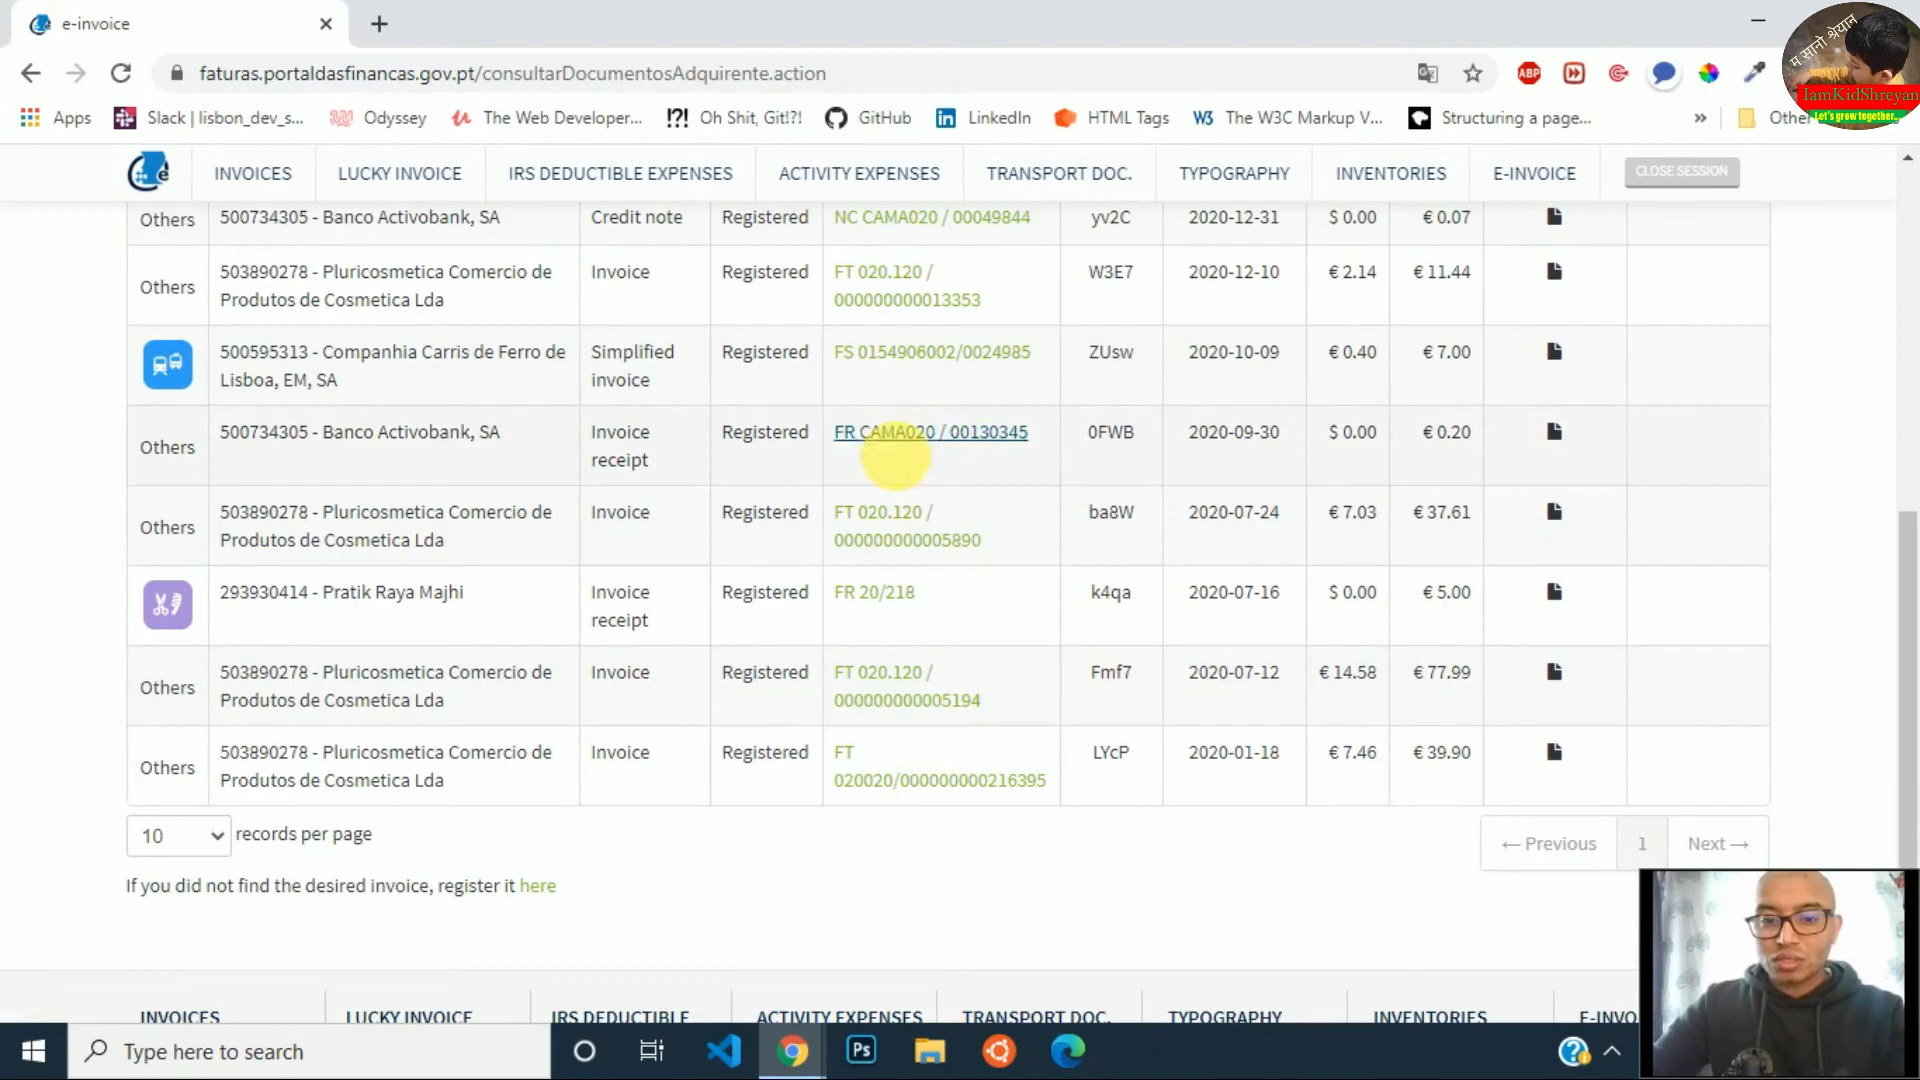 e-invoice
faturas.portaldasfinancas.gov.pt/consultarDocumentosAdquirente.action
ABP
म सानो श्रेयान
IamKidShreyan
Let's grow together..
Apps
Slack | lisbon_dev_s...
Odyssey
The Web Developer...
!?! Oh Shit, Git!?!
GitHub
LinkedIn
HTML Tags
W3 The W3C Markup V...
Structuring a page...
»
Other
INVOICES
LUCKY INVOICE
IRS DEDUCTIBLE EXPENSES
ACTIVITY EXPENSES
TRANSPORT DOC.
TYPOGRAPHY
INVENTORIES
E-INVOICE
CLOSE SESSION
Others 500734305 - Banco Activobank, SA Credit note Registered NC CAMA020 / 00049844 yv2C 2020-12-31 $ 0.00 € 0.07
Others 503890278 - Pluricosmetica Comercio de Invoice Registered FT 020.120 / W3E7 2020-12-10 € 2.14 € 11.44
Produtos de Cosmetica Lda 000000000013353
500595313 - Companhia Carris de Ferro de Simplified Registered FS 0154906002/0024985 ZUsw 2020-10-09 € 0.40 € 7.00
Lisboa, EM, SA invoice
Others 500734305 - Banco Activobank, SA Invoice Registered FR CAMA020 / 00130345 0FWB 2020-09-30 $ 0.00 € 0.20
receipt
Others 503890278 - Pluricosmetica Comercio de Invoice Registered FT 020.120 / ba8W 2020-07-24 € 7.03 € 37.61
Produtos de Cosmetica Lda 000000000005890
293930414 - Pratik Raya Majhi Invoice Registered FR 20/218 k4qa 2020-07-16 $ 0.00 € 5.00
receipt
Others 503890278 - Pluricosmetica Comercio de Invoice Registered FT 020.120 / Fmf7 2020-07-12 € 14.58 € 77.99
Produtos de Cosmetica Lda 000000000005194
Others 503890278 - Pluricosmetica Comercio de Invoice Registered FT LYcP 2020-01-18 € 7.46 € 39.90
Produtos de Cosmetica Lda 020020/000000000216395
10 records per page
← Previous 1 Next →
If you did not find the desired invoice, register it here
INVOICES
LUCKY INVOICE
IRS DEDUCTIBLE
ACTIVITY EXPENSES
TRANSPORT DOC.
TYPOGRAPHY
INVENTORIES
E-INVO
Type here to search
Ps